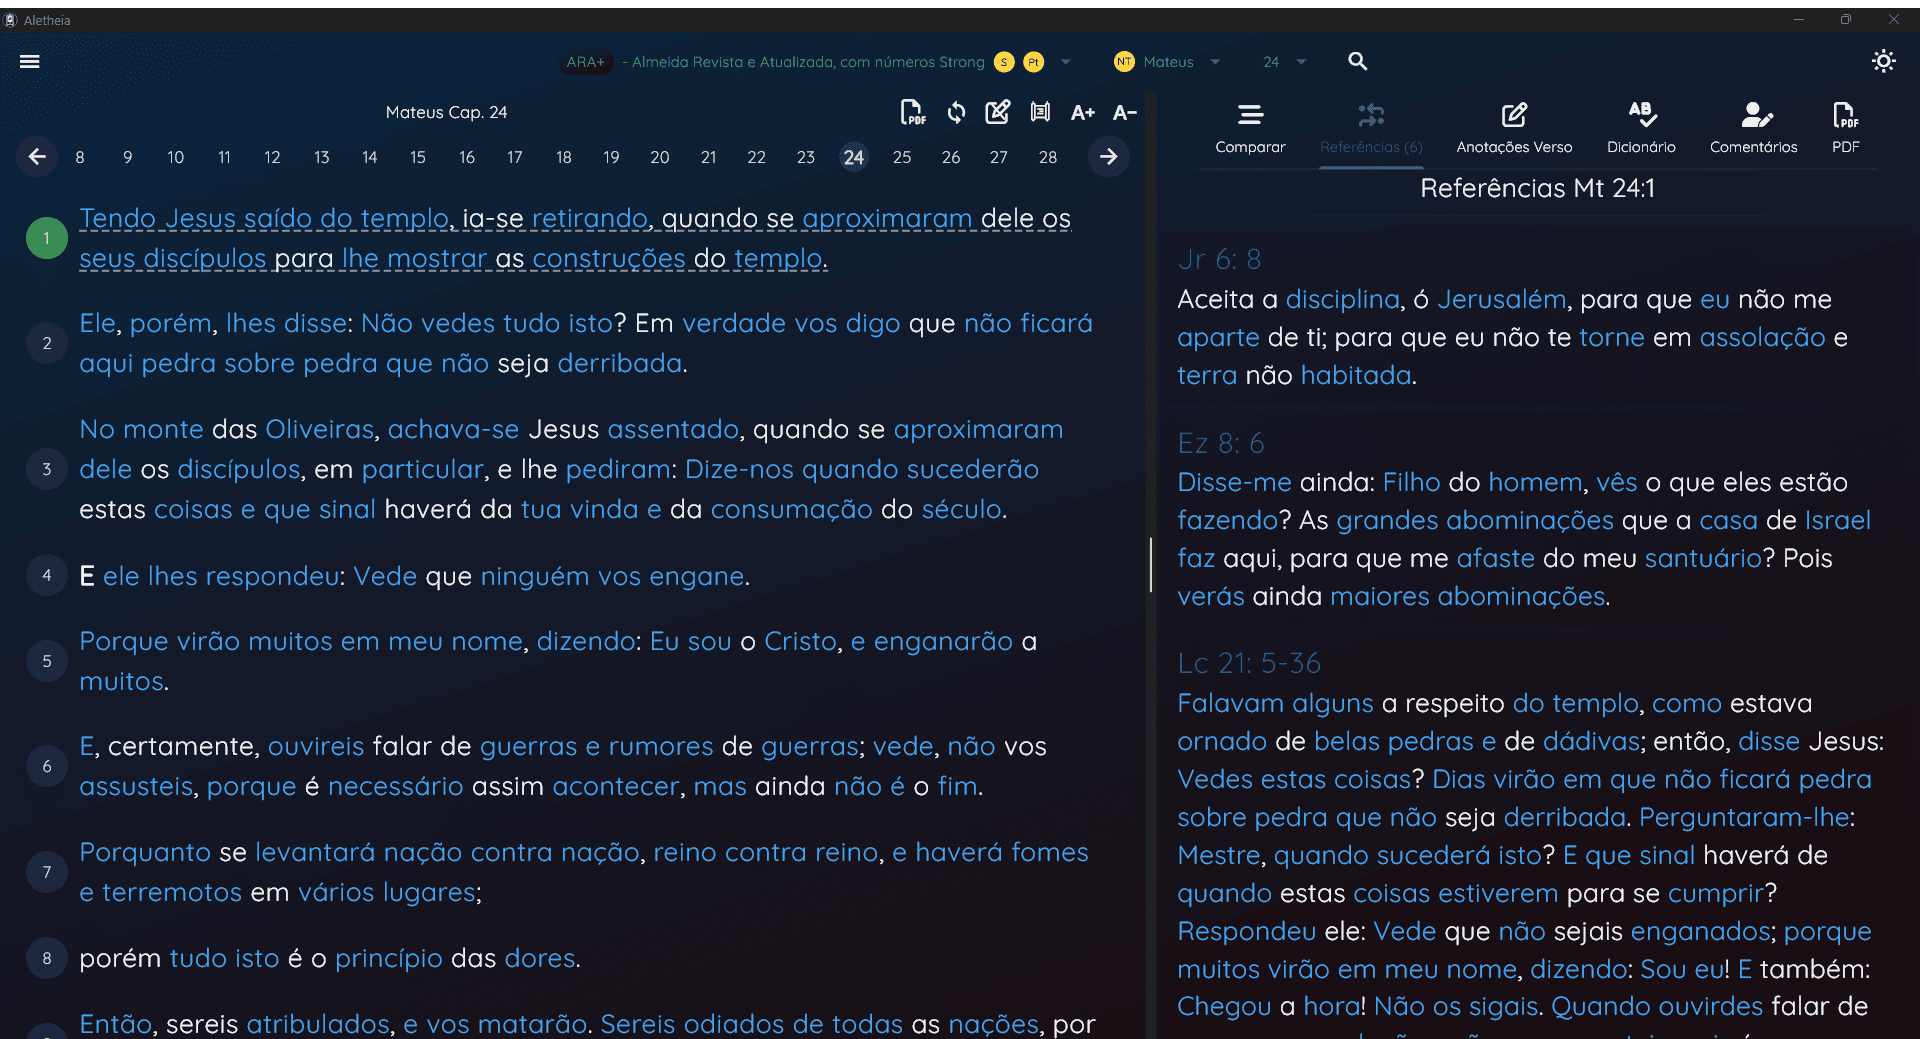 Aletheia
ARA+ - Almeida Revista e Atualizada, com números Strong S Pt NT Mateus 24
Mateus Cap. 24
PDF A+ A-
8 9 10 11 12 13 14 15 16 17 18 19 20 21 22 23 24 25 26 27 28
1
Tendo Jesus saído do templo, ia-se retirando, quando se aproximaram dele os
seus discípulos para lhe mostrar as construções do templo.
2
Ele, porém, lhes disse: Não vedes tudo isto? Em verdade vos digo que não ficará
aqui pedra sobre pedra que não seja derribada.
3
No monte das Oliveiras, achava-se Jesus assentado, quando se aproximaram
dele os discípulos, em particular, e lhe pediram: Dize-nos quando sucederão
estas coisas e que sinal haverá da tua vinda e da consumação do século.
4
E ele lhes respondeu: Vede que ninguém vos engane.
5
Porque virão muitos em meu nome, dizendo: Eu sou o Cristo, e enganarão a
muitos.
6
E, certamente, ouvireis falar de guerras e rumores de guerras; vede, não vos
assusteis, porque é necessário assim acontecer, mas ainda não é o fim.
7
Porquanto se levantará nação contra nação, reino contra reino, e haverá fomes
e terremotos em vários lugares;
8
porém tudo isto é o princípio das dores.
Então, sereis atribulados, e vos matarão. Sereis odiados de todas as nações, por
AB PDF
Comparar Referências (6) Anotações Verso Dicionário Comentários PDF
Referências Mt 24:1
Jr 6: 8
Aceita a disciplina, ó Jerusalém, para que eu não me
aparte de ti; para que eu não te torne em assolação e
terra não habitada.
Ez 8: 6
Disse-me ainda: Filho do homem, vês o que eles estão
fazendo? As grandes abominações que a casa de Israel
faz aqui, para que me afaste do meu santuário? Pois
verás ainda maiores abominações.
Lc 21: 5-36
Falavam alguns a respeito do templo, como estava
ornado de belas pedras e de dádivas; então, disse Jesus:
Vedes estas coisas? Dias virão em que não ficará pedra
sobre pedra que não seja derribada. Perguntaram-lhe:
Mestre, quando sucederá isto? E que sinal haverá de
quando estas coisas estiverem para se cumprir?
Respondeu ele: Vede que não sejais enganados; porque
muitos virão em meu nome, dizendo: Sou eu! E também:
Chegou a hora! Não os sigais. Quando ouvirdes falar de